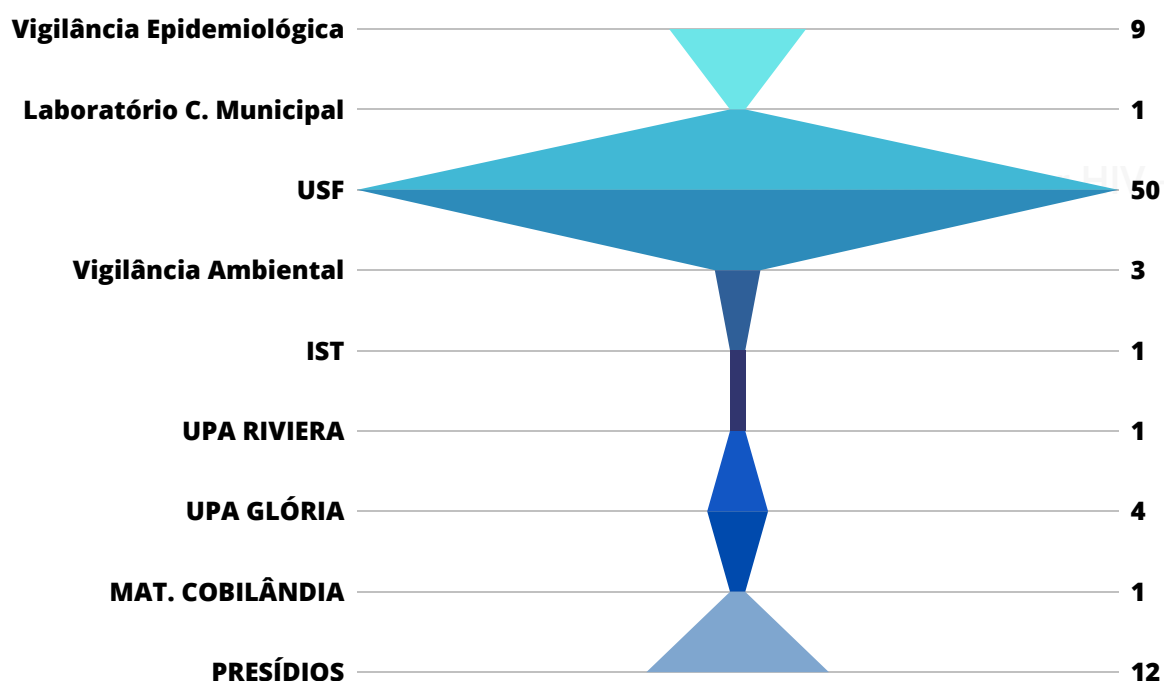 Vigilância Epidemiológica 9
Laboratório C. Municipal 1
HIV
USF 50
Vigilância Ambiental 3
IST 1
UPA RIVIERA 1
UPA GLÓRIA 4
MAT. COBILÂNDIA 1
PRESÍDIOS 12